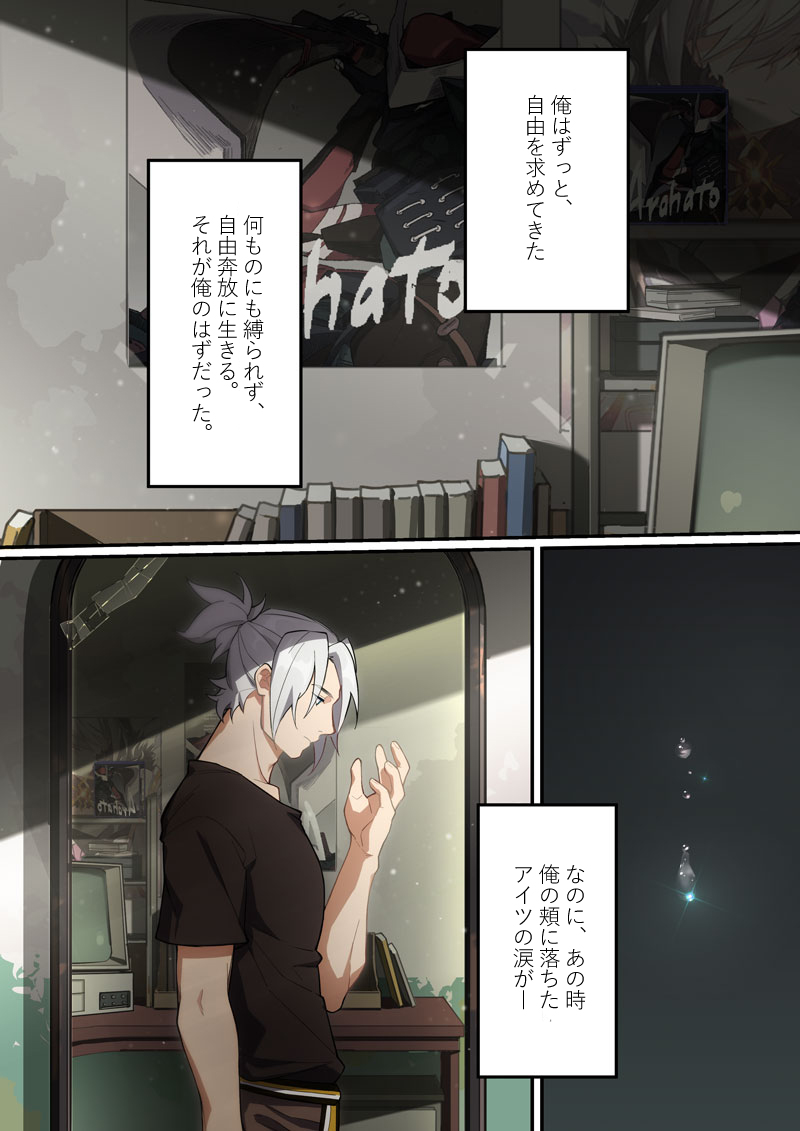 俺はずっと、
自由を求めてきた
Arahato
hato
何ものにも縛られず、
自由奔放に生きる。
それが俺のはずだった。
なのに、あの時
俺の頬に落ちた
アイツの涙がー